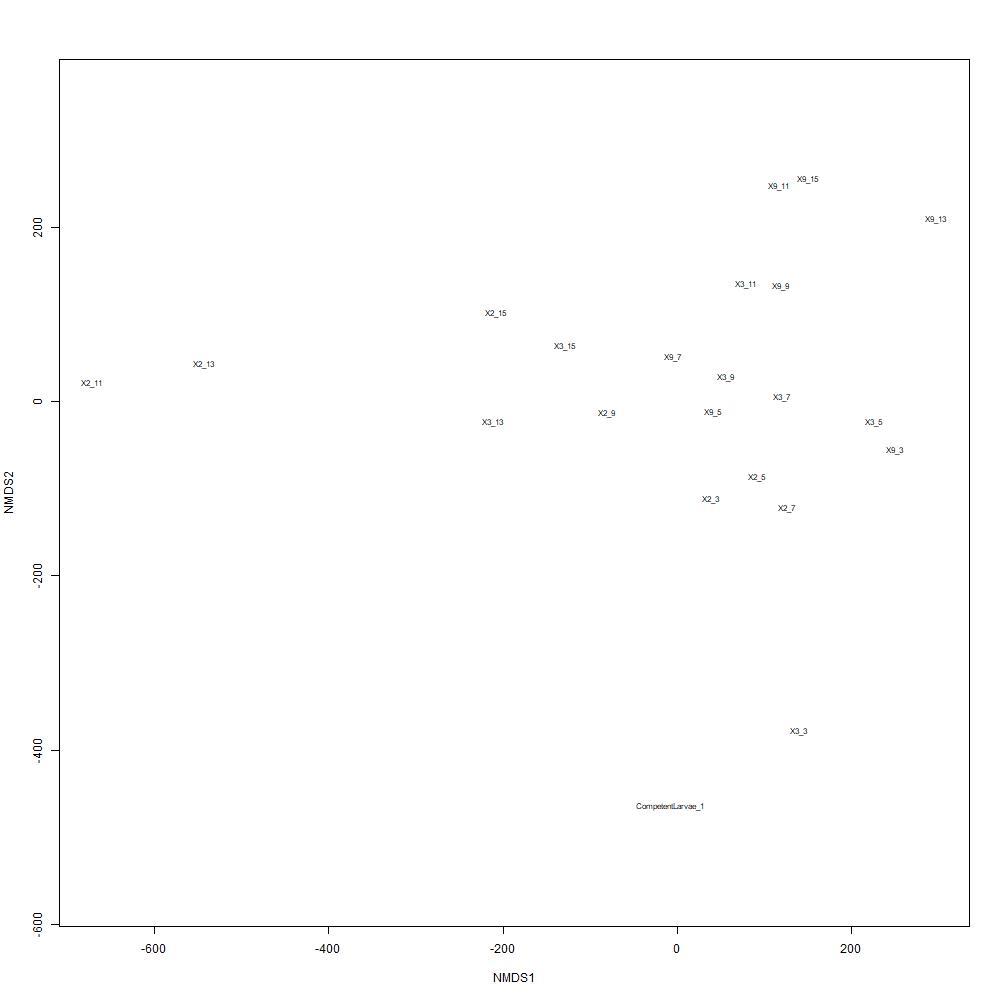 X9_15
X9_11
X9_13
200
X3_11
X9_9
X2_15
X3_15
X9_7
X2_13
X3_9
X2_11
X3_7
0
X9_5
X2_9
X3_13
X3_5
X9_3
X2_5
NMDS2
X2_3
X2_7
-200
X3_3
-400
CompetentLarvae_1
-600
-600 -400 -200 0 200
NMDS1